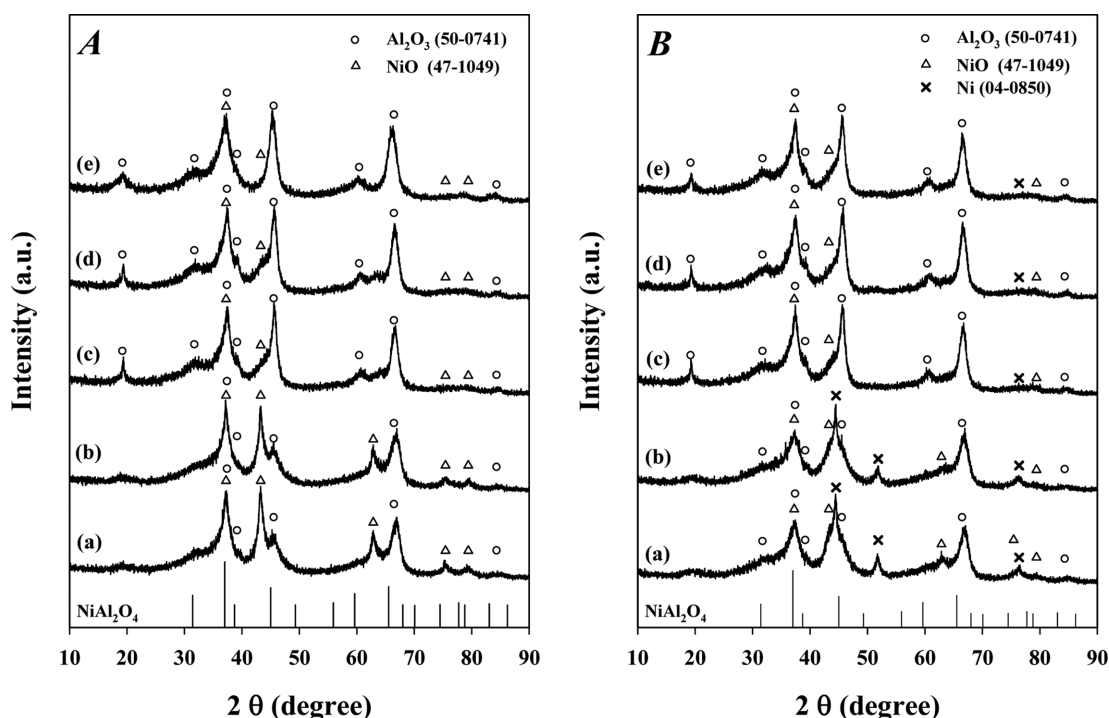 A
Al₂O₃ (50-0741)
NiO (47-1049)
(e)
(d)
(c)
(b)
(a)
NiAl₂O₄
10 20 30 40 50 60 70 80 90
2 θ (degree)
Intensity (a.u.)
B
Al₂O₃ (50-0741)
NiO (47-1049)
Ni (04-0850)
(e)
(d)
(c)
(b)
(a)
NiAl₂O₄
10 20 30 40 50 60 70 80 90
2 θ (degree)
Intensity (a.u.)